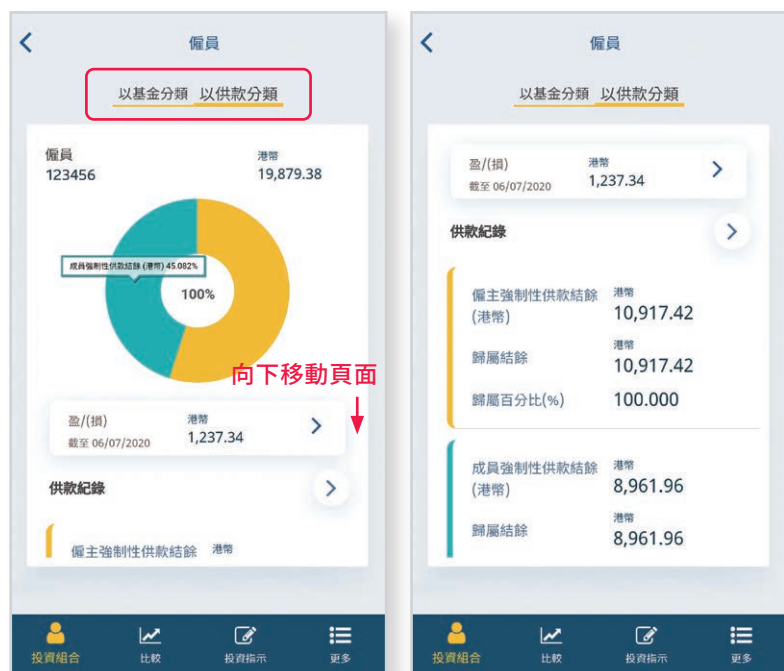 僱員
以基金分類 以供款分類
僱員
123456
港幣
19,879.38
成員強制性供款結餘 (港幣) 45.082%
100%
向下移動頁面
盈/(損)
截至 06/07/2020
港幣
1,237.34
供款紀錄
僱主強制性供款結餘 港幣
投資組合 比較 投資指示 更多
僱員
以基金分類 以供款分類
盈/(損)
截至 06/07/2020
港幣
1,237.34
供款紀錄
僱主強制性供款結餘
(港幣)
港幣
10,917.42
歸屬結餘
港幣
10,917.42
歸屬百分比(%) 100.000
成員強制性供款結餘
(港幣)
港幣
8,961.96
歸屬結餘
港幣
8,961.96
投資組合 比較 投資指示 更多